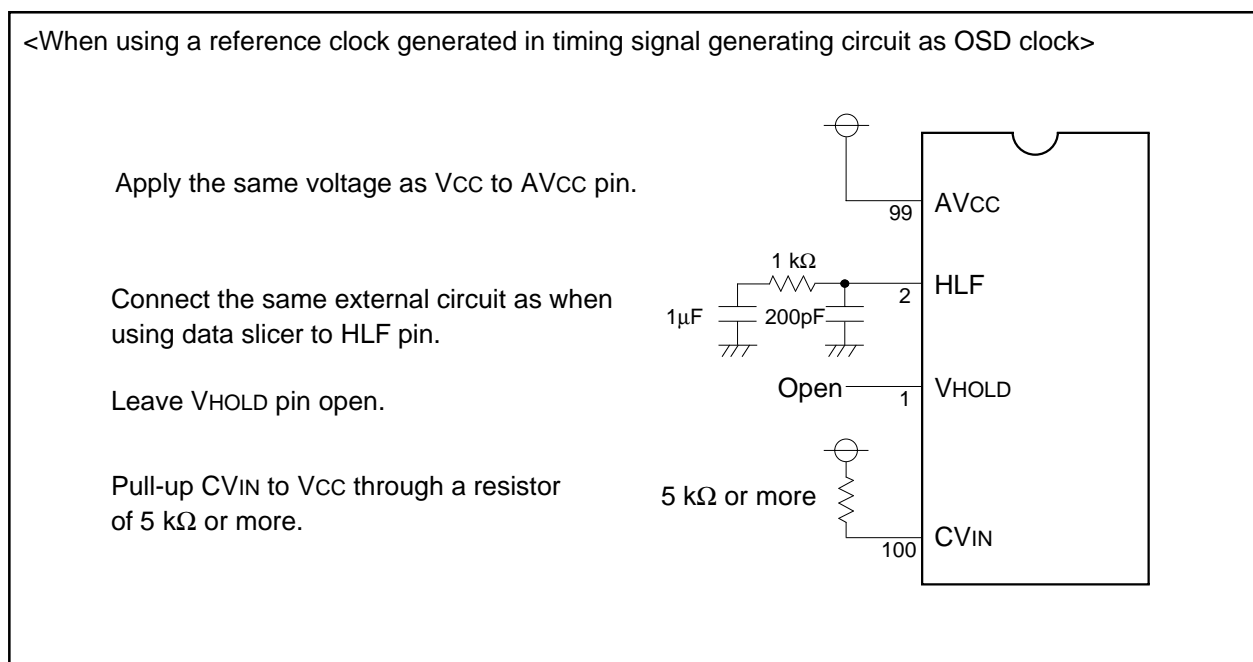 <When using a reference clock generated in timing signal generating circuit as OSD clock>
Apply the same voltage as VCC to AVCC pin.
99
AVCC
Connect the same external circuit as when
using data slicer to HLF pin.
1 kΩ
1μF
200pF
2
HLF
Leave VHOLD pin open.
Open
1
VHOLD
Pull-up CVIN to VCC through a resistor
of 5 kΩ or more.
5 kΩ or more
100
CVIN